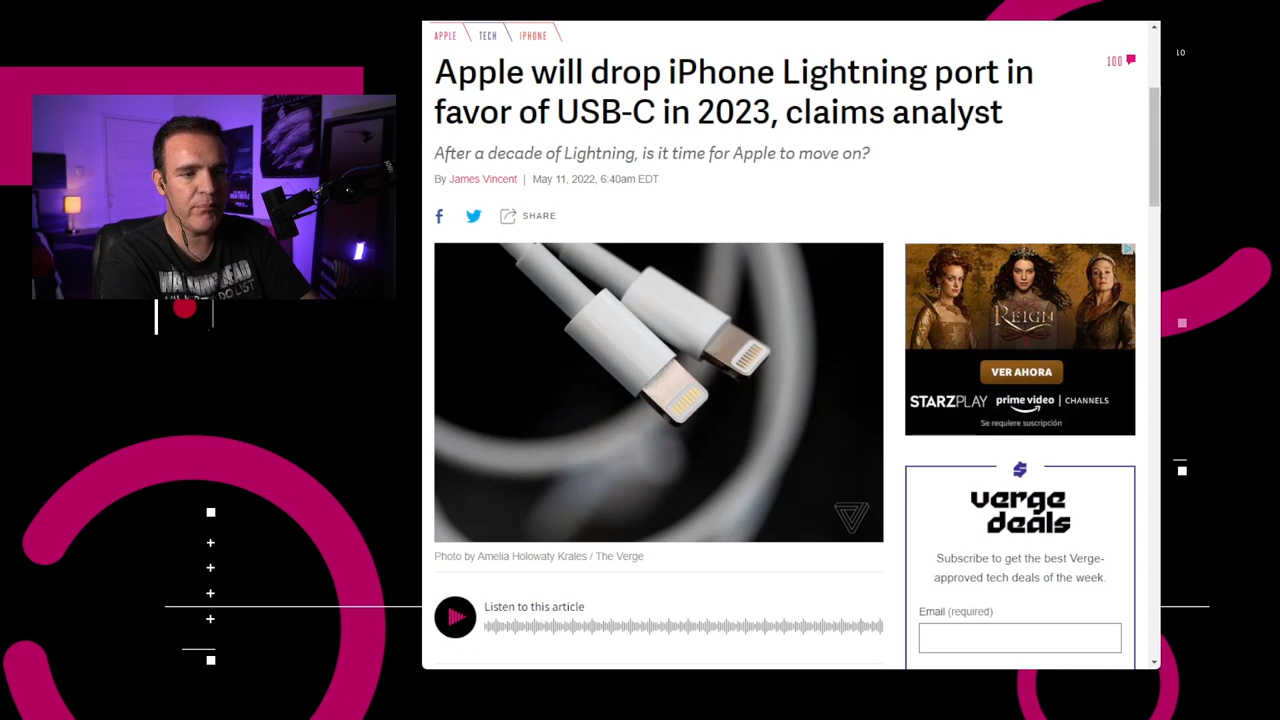 APPLE TECH IPHONE
Apple will drop iPhone Lightning port in
favor of USB-C in 2023, claims analyst
100
After a decade of Lightning, is it time for Apple to move on?
By James Vincent | May 11, 2022, 6:40am EDT
SHARE
REIGN
VER AHORA
STARZPLAY prime video | CHANNELS
Se requiere suscripción
Photo by Amelia Holowaty Krales / The Verge
Listen to this article
verge
deals
Subscribe to get the best Verge-
approved tech deals of the week.
Email (required)
10
DO LIST